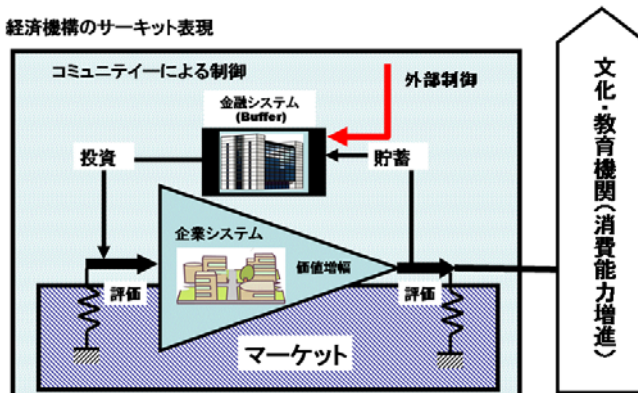 経済機構のサーキット表現
コミュニテイーによる制御
外部制御
金融システム
(Buffer)
投資
貯蓄
企業システム
価値増幅
評価
評価
マーケット
文化・教育機関(消費能力増進)